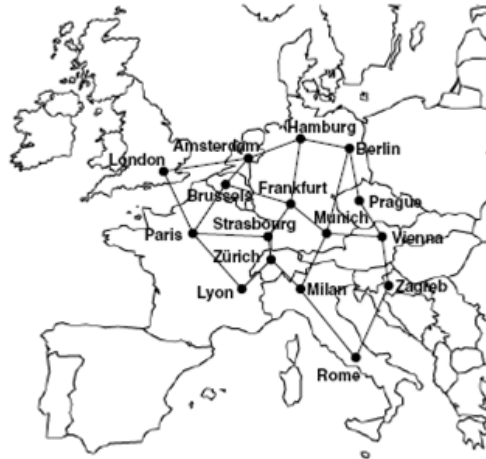 Hamburg
Amsterdam
Berlin
London
Brussels
Frankfurt
Prague
Paris
Strasbourg
Munich
Vienna
Zürich
Lyon
Milan
Zagreb
Rome